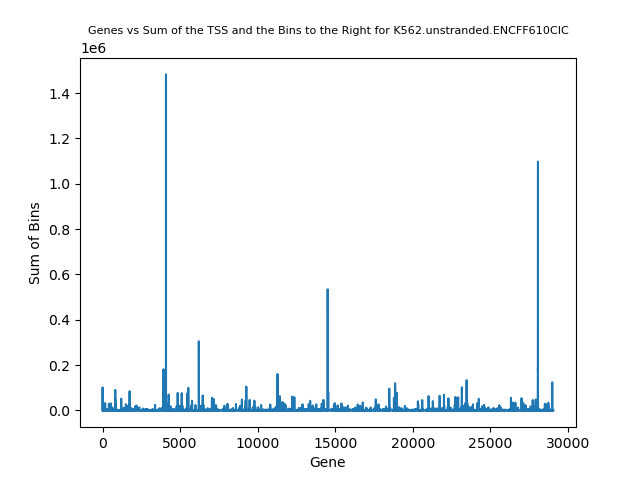 Genes vs Sum of the TSS and the Bins to the Right for K562.unstranded.ENCFF610CIC
1e6
1.4
1.2
1.0
0.8
0.6
0.4
0.2
0.0
Sum of Bins
0 5000 10000 15000 20000 25000 30000
Gene